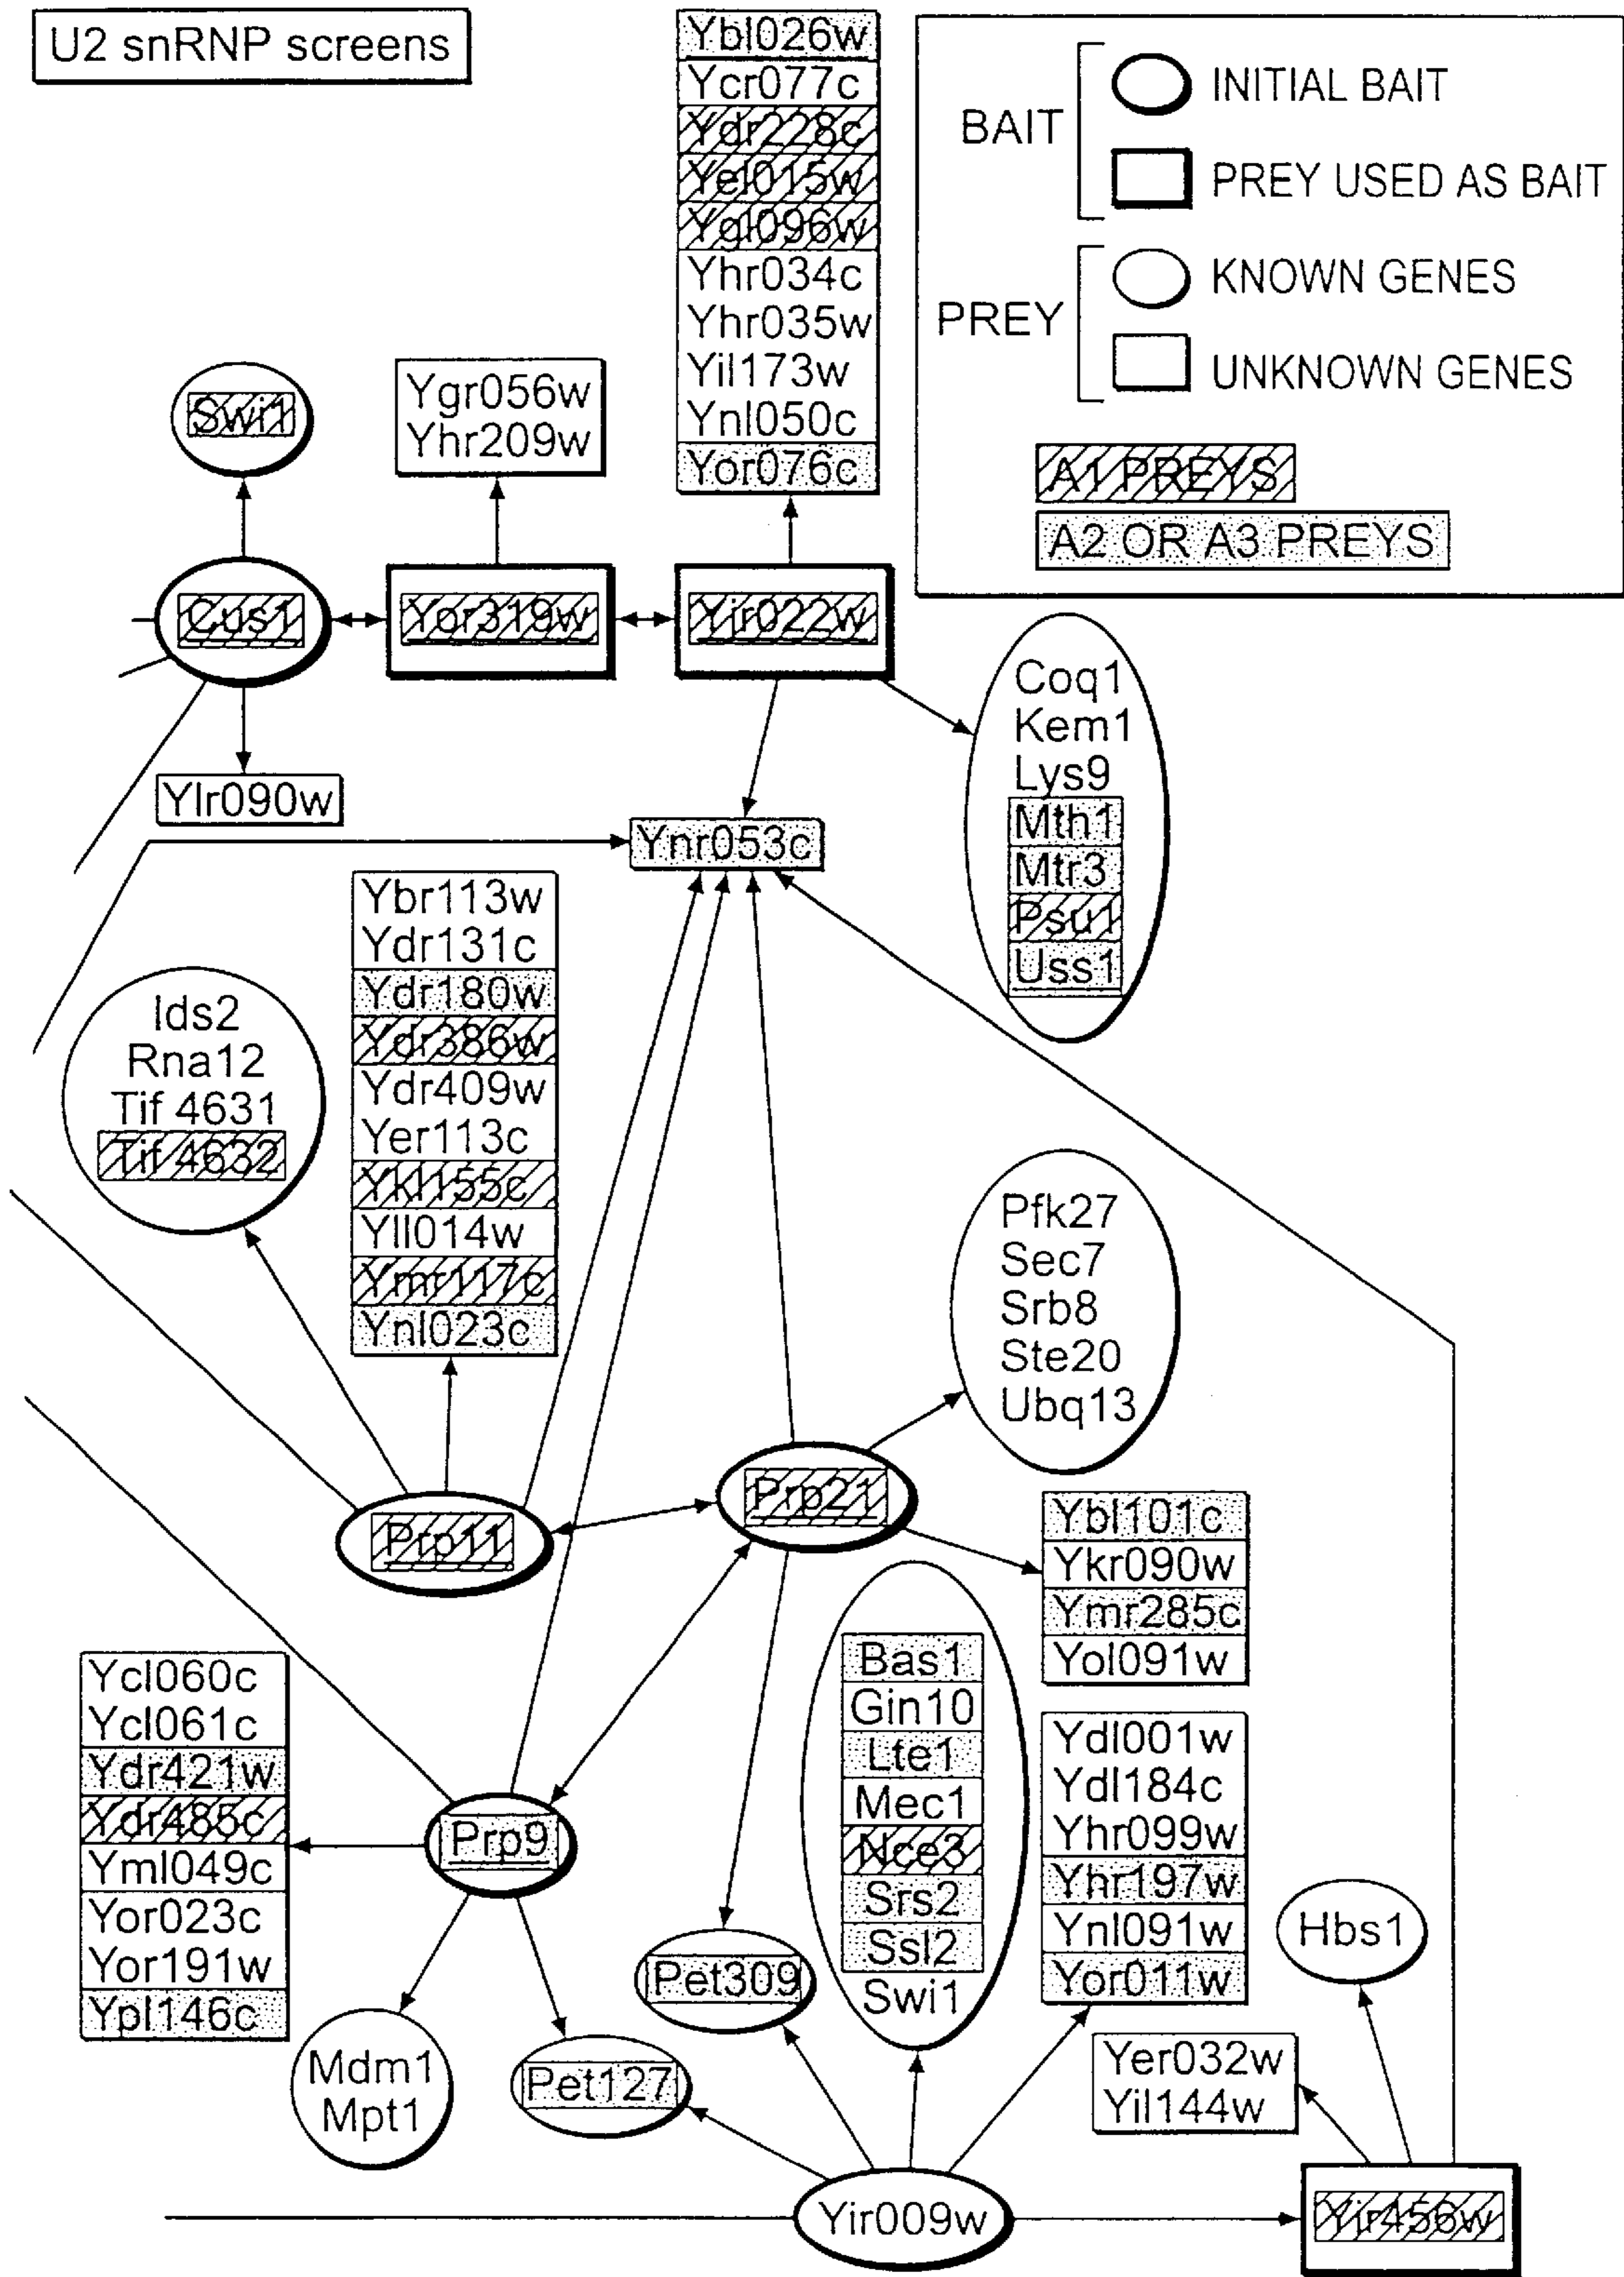 U2 snRNP screens
Ybl026w
Ycr077c
Ydr228c
Yel015w
Ygl096w
Yhr034c
Yhr035w
Yil173w
Ynl050c
Yor076c
BAIT
INITIAL BAIT
PREY USED AS BAIT
PREY
KNOWN GENES
UNKNOWN GENES
A1 PREYS
A2 OR A3 PREYS
Swi1
Ygr056w
Yhr209w
Cus1
Yor319w
Yjr022w
Ylr090w
Ynr053c
Coq1
Kem1
Lys9
Mth1
Mtr3
Psu1
Uss1
Ids2
Rna12
Tif 4631
Tif 4632
Ybr113w
Ydr131c
Ydr180w
Ydr386w
Ydr409w
Yer113c
Ykl155c
Yll014w
Ymr117c
Ynl023c
Pfk27
Sec7
Srb8
Ste20
Ubq13
Prp11
Prp21
Ybl101c
Ykr090w
Ymr285c
Yol091w
Ycl060c
Ycl061c
Ydr421w
Ydr485c
Yml049c
Yor023c
Yor191w
Ypl146c
Prp9
Bas1
Gin10
Lte1
Mec1
Nce3
Srs2
Ssl2
Swi1
Ydl001w
Ydl184c
Yhr099w
Yhr197w
Ynl091w
Yor011w
Hbs1
Mdm1
Mpt1
Pet127
Pet309
Yer032w
Yil144w
Yir009w
Yir456w